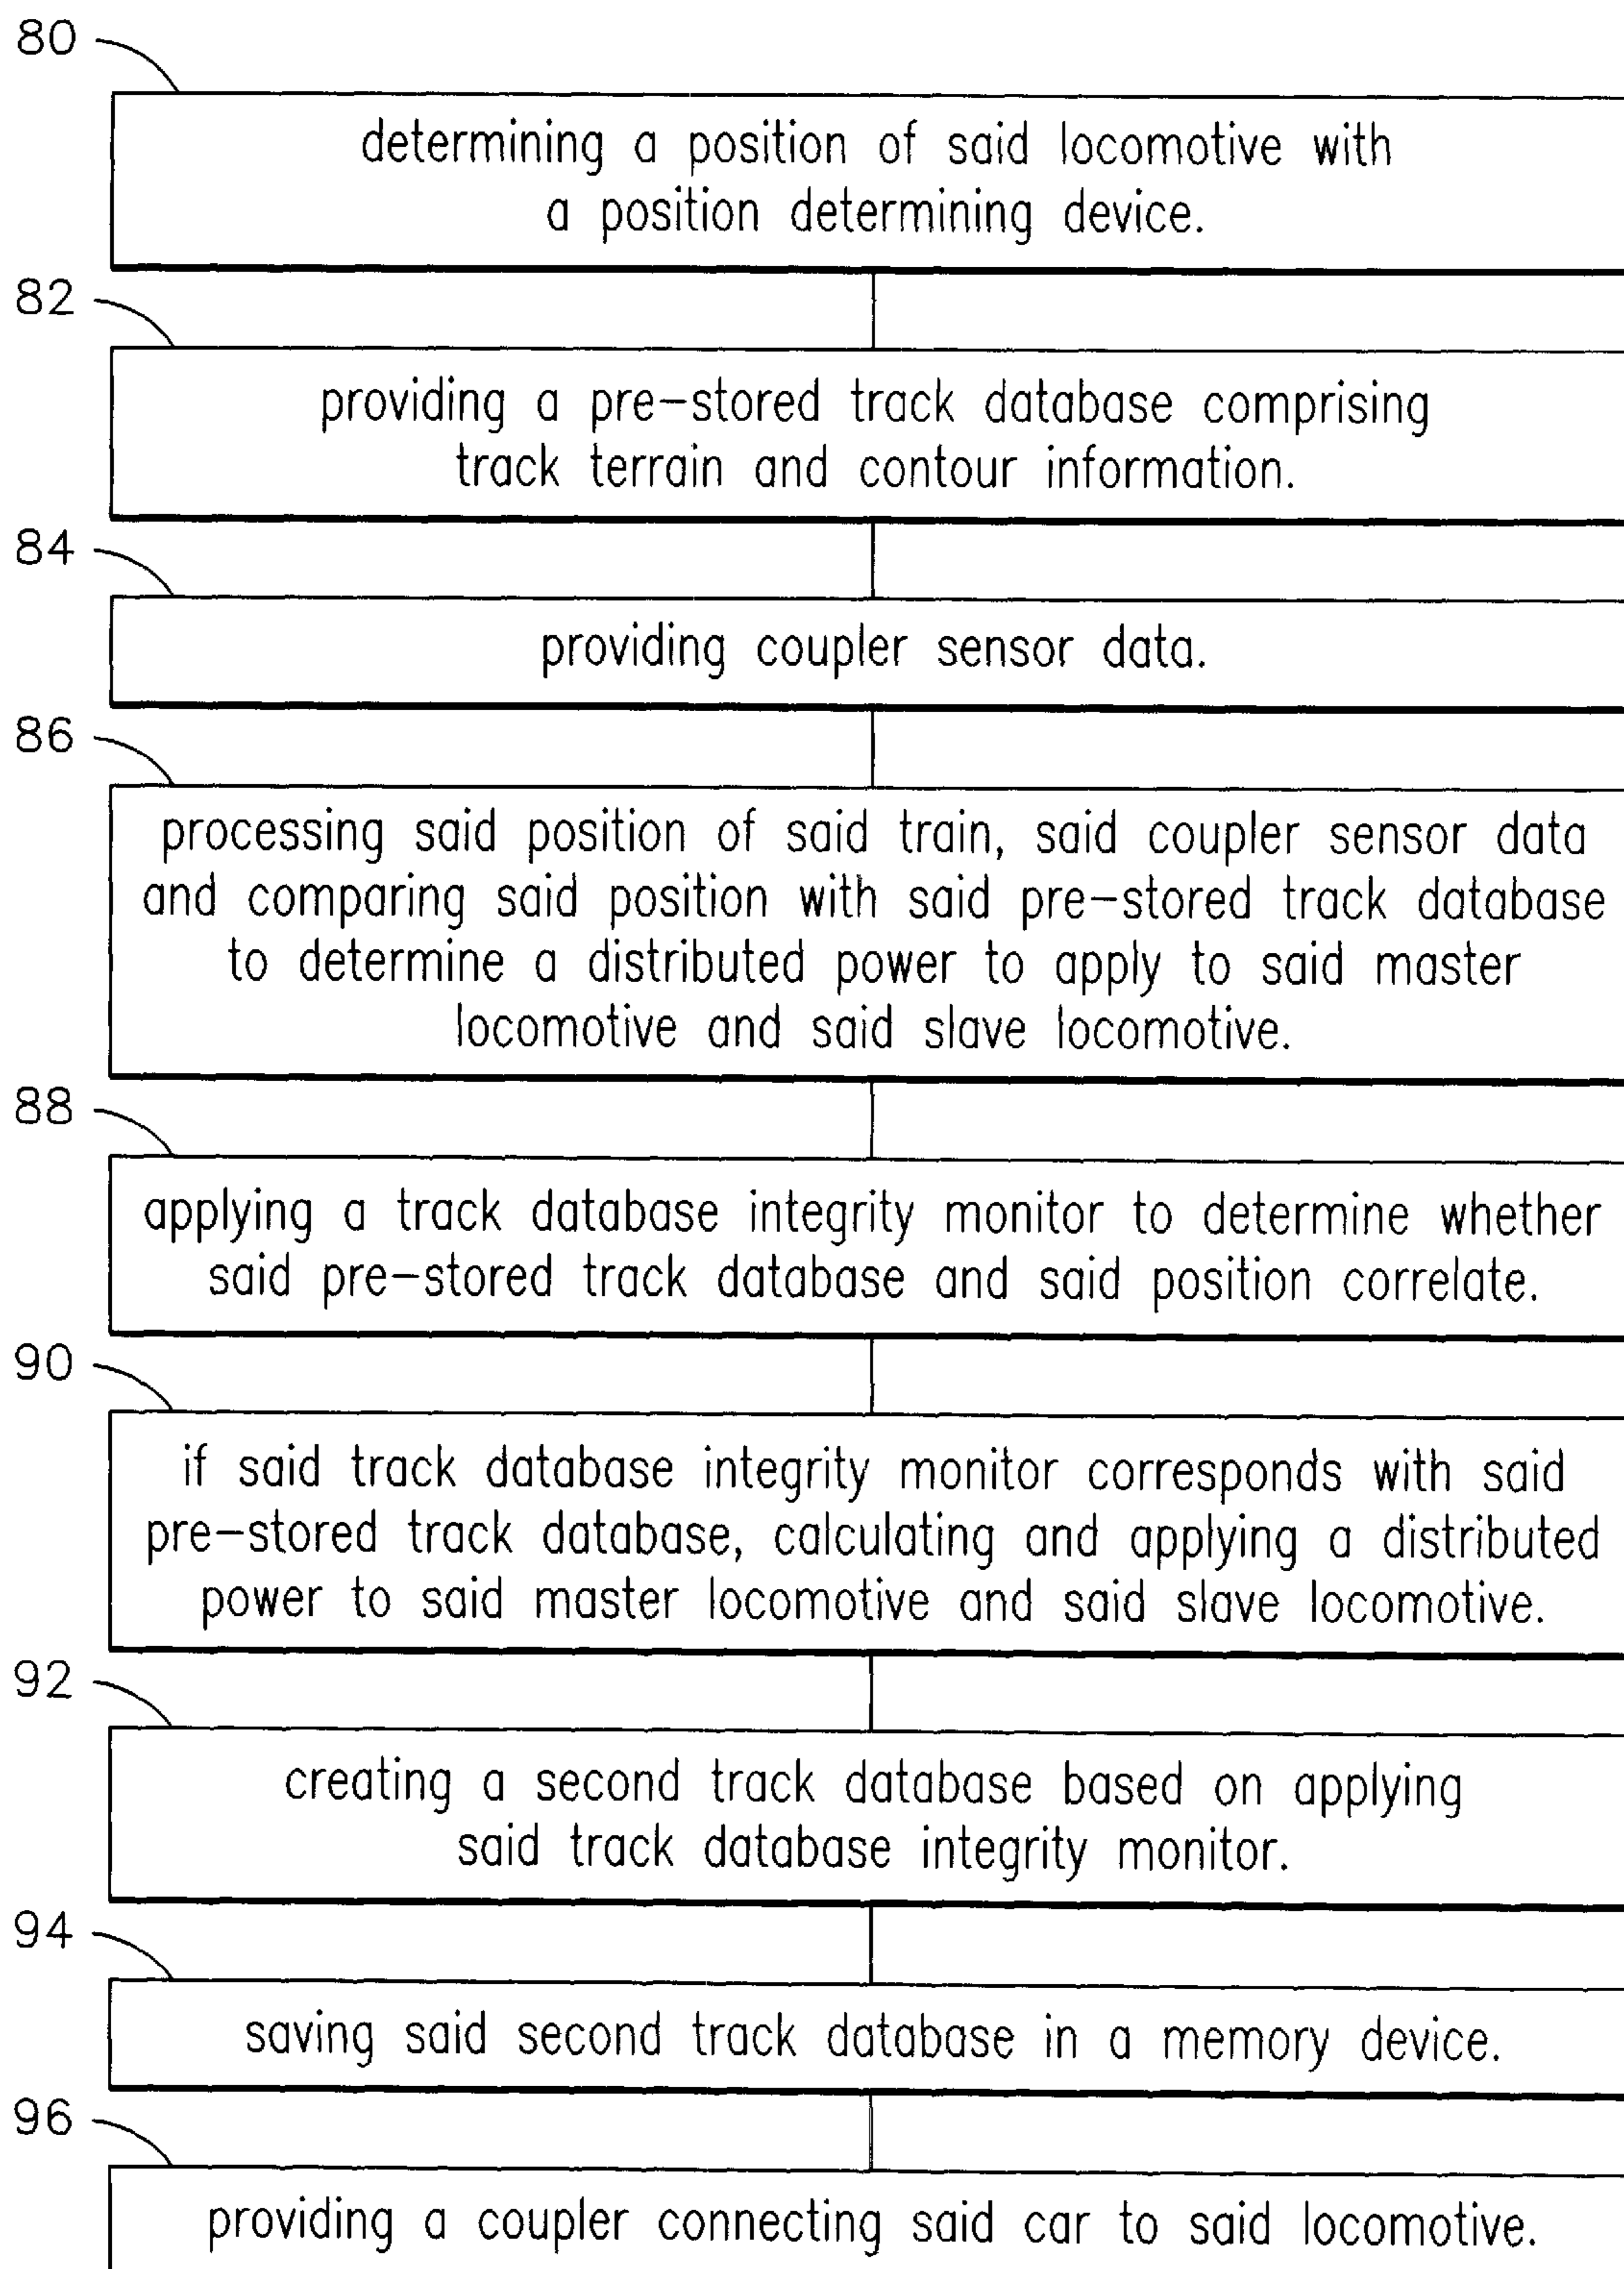 80
determining a position of said locomotive with
a position determining device.
82
providing a pre-stored track database comprising
track terrain and contour information.
84
providing coupler sensor data.
86
processing said position of said train, said coupler sensor data
and comparing said position with said pre-stored track database
to determine a distributed power to apply to said master
locomotive and said slave locomotive.
88
applying a track database integrity monitor to determine whether
said pre-stored track database and said position correlate.
90
if said track database integrity monitor corresponds with said
pre-stored track database, calculating and applying a distributed
power to said master locomotive and said slave locomotive.
92
creating a second track database based on applying
said track database integrity monitor.
94
saving said second track database in a memory device.
96
providing a coupler connecting said car to said locomotive.